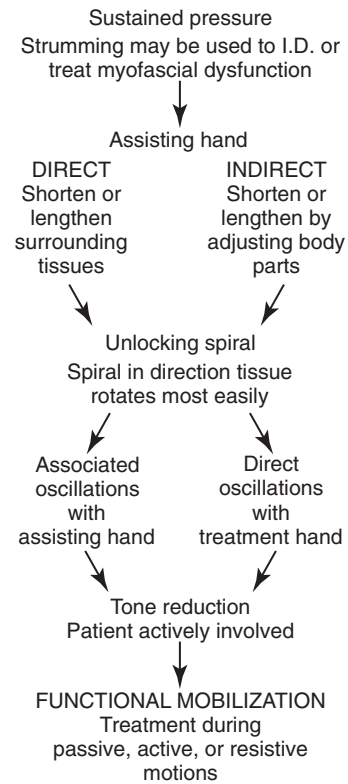 Sustained pressure
Strumming may be used to I.D. or
treat myofascial dysfunction
Assisting hand
DIRECT
Shorten or
lengthen
surrounding
tissues
INDIRECT
Shorten or
lengthen by
adjusting body
parts
Unlocking spiral
Spiral in direction tissue
rotates most easily
Associated
oscillations
with
assisting hand
Direct
oscillations
with
treatment hand
Tone reduction
Patient actively involved
FUNCTIONAL MOBILIZATION
Treatment during
passive, active, or resistive
motions